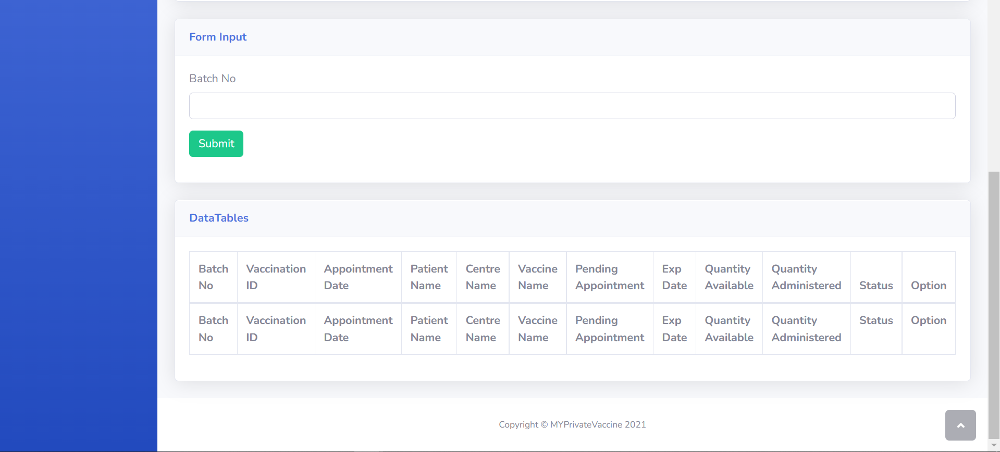 Form Input
Batch No
Submit
DataTables
Batch No Vaccination ID Appointment Date Patient Name Centre Name Vaccine Name Pending Appointment Exp Date Quantity Available Quantity Administered Status Option
Batch No Vaccination ID Appointment Date Patient Name Centre Name Vaccine Name Pending Appointment Exp Date Quantity Available Quantity Administered Status Option
Copyright © MYPrivateVaccine 2021